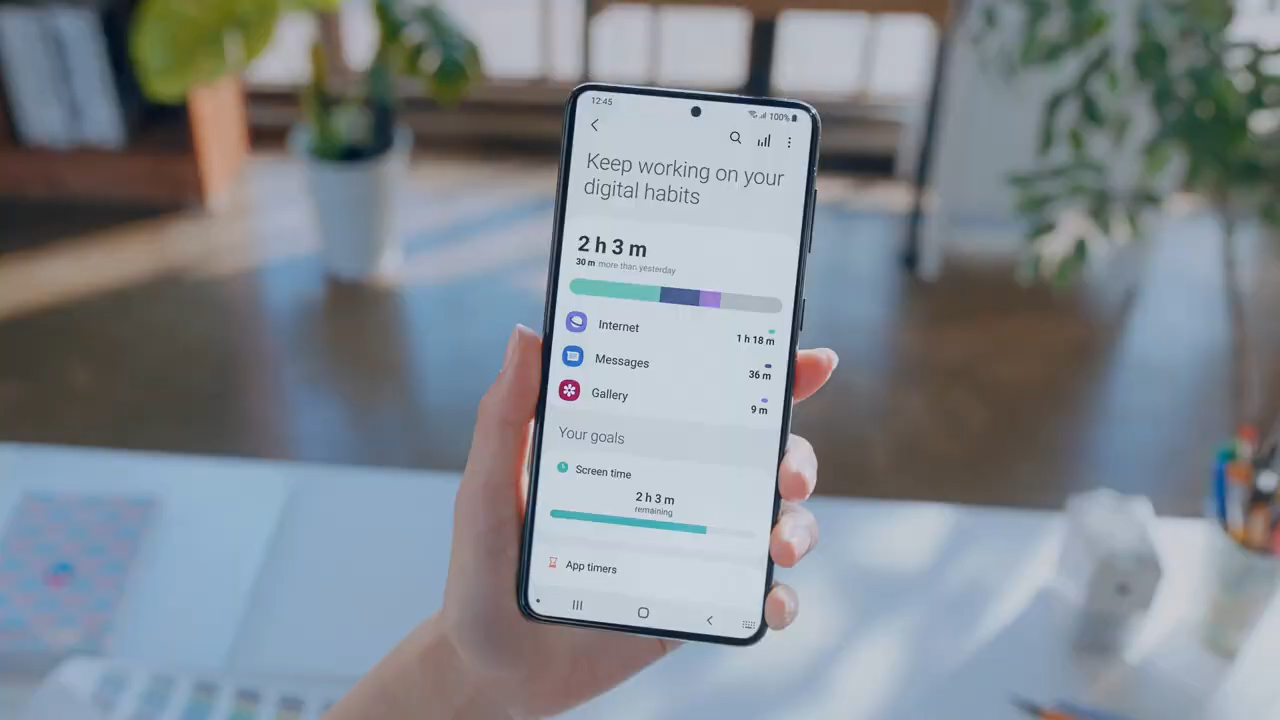 12:45
100%
Keep working on your
digital habits
2 h 3 m
30 m more than yesterday
Internet
1 h 18 m
Messages
36 m
Gallery
9 m
Your goals
Screen time
2 h 3 m
remaining
App timers